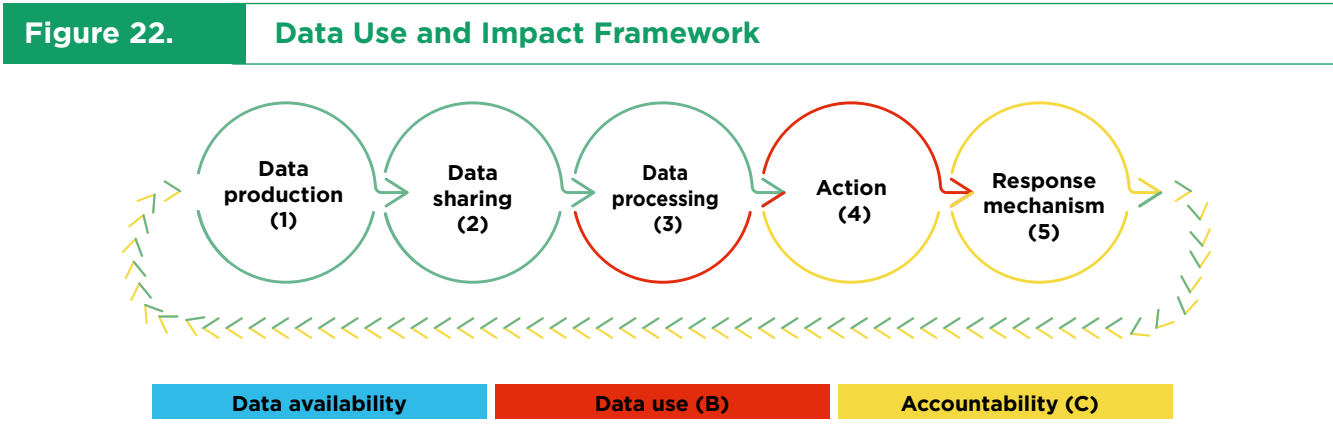 Figure 22.
Data Use and Impact Framework
Data
production
(1)
Data
sharing
(2)
Data
processing
(3)
Action
(4)
Response
mechanism
(5)
Data availability
Data use (B)
Accountability (C)